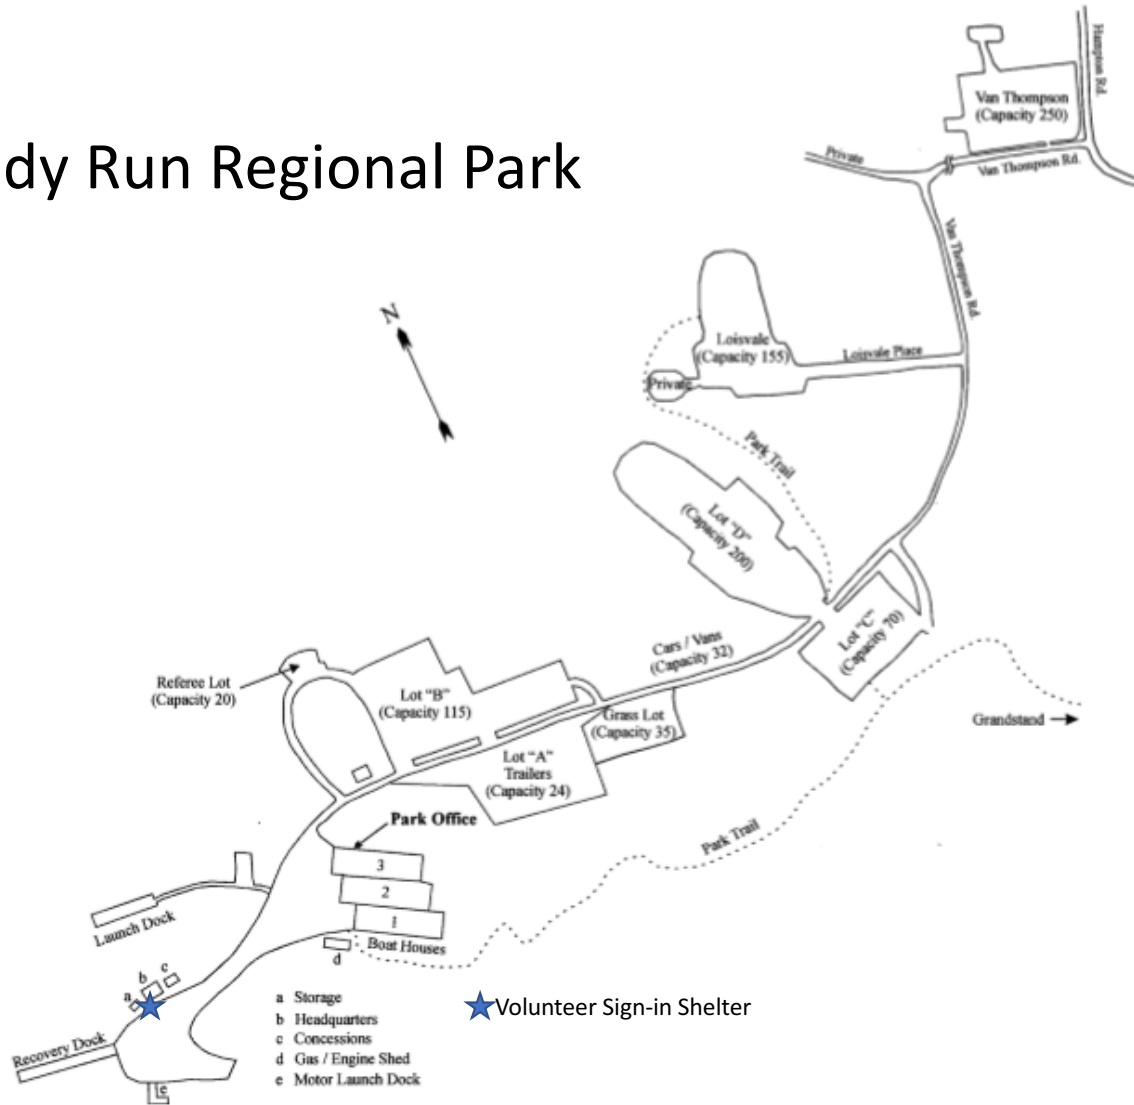 dy Run Regional Park
Hampton Rd.
Van Thompson
(Capacity 250)
Private
Van Thompson Rd.
Van Thompson Rd.
N
Loisvale
(Capacity 155)
Loisvale Place
Private
Park Trail
Lot "D"
(Capacity 200)
Lot "C"
(Capacity 70)
Cars / Vans
(Capacity 32)
Referee Lot
(Capacity 20)
Lot "B"
(Capacity 115)
Grass Lot
(Capacity 35)
Grandstand
Lot "A"
Trailers
(Capacity 24)
Park Office
Park Trail
3
2
1
Launch Dock
Boat Houses
d
c
b
a
a Storage
b Headquarters
c Concessions
d Gas / Engine Shed
e Motor Launch Dock
Volunteer Sign-in Shelter
Recovery Dock
e